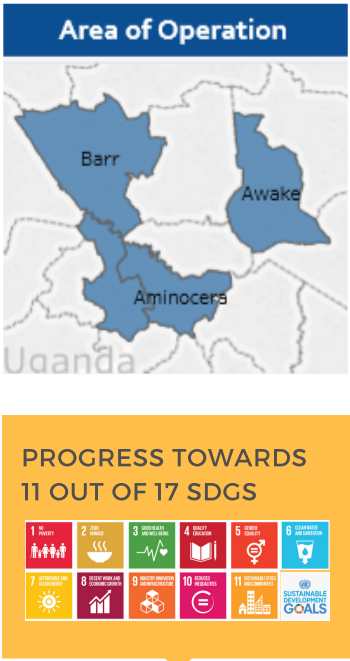 Area of Operation
Barr
Awake
Aminocera
Uganda
PROGRESS TOWARDS
11 OUT OF 17 SDGS
1 NO
POVERTY
2 ZERO
HUNGER
3 GOOD HEALTH
AND WELL-BEING
4 QUALITY
EDUCATION
5 GENDER
EQUALITY
6 CLEAN WATER
AND SANITATION
7 AFFORDABLE AND
CLEAN ENERGY
8 DECENT WORK AND
ECONOMIC GROWTH
9 INDUSTRY, INNOVATION
AND INFRASTRUCTURE
10 REDUCED
INEQUALITIES
11 SUSTAINABLE CITIES
AND COMMUNITIES
SUSTAINABLE
DEVELOPMENT
GOALS